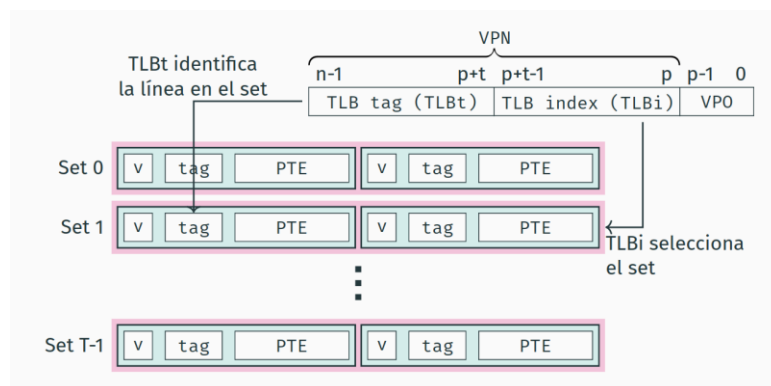 VPN
TLBt identifica
la línea en el set
n-1 p+t p+t-1 p p-1 0
TLB tag (TLBt) TLB index (TLBi) VPO
Set 0 v tag PTE v tag PTE
Set 1 v tag PTE v tag PTE
TLBi selecciona
el set
Set T-1 v tag PTE v tag PTE